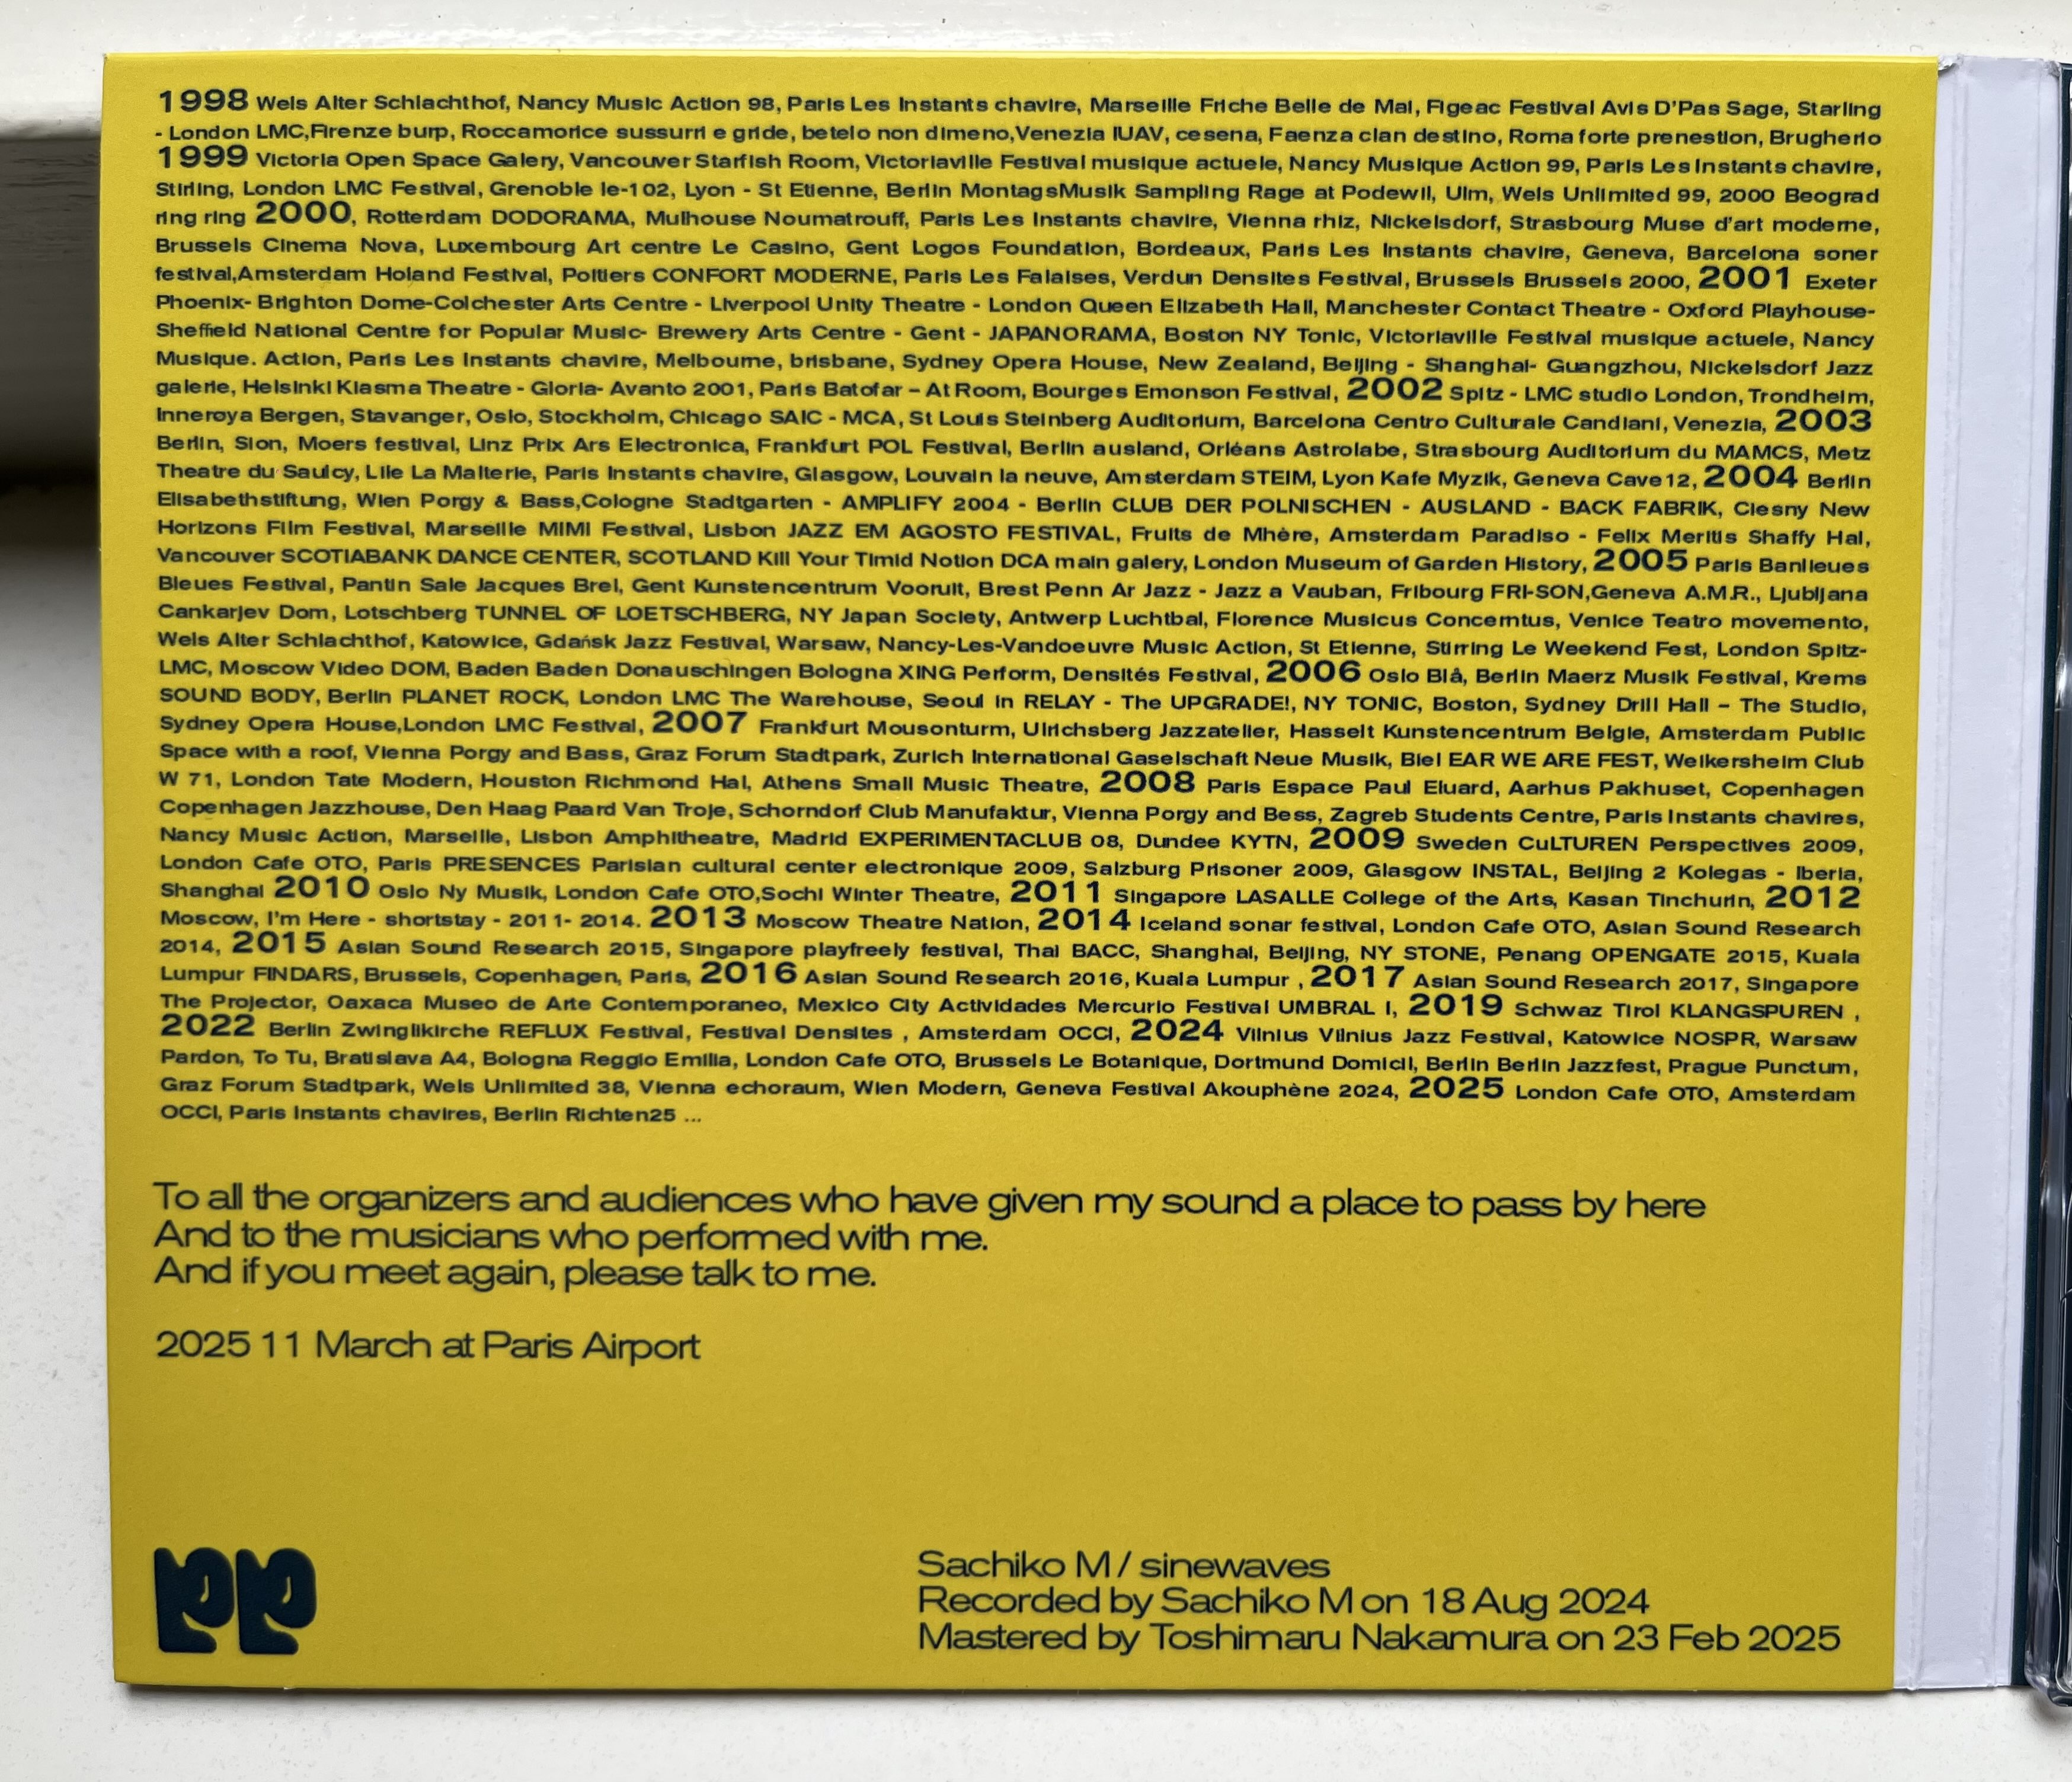 1998 Wels Alter Schlachthof, Nancy Music Action 98, Paris Les Instants chavire, Marseille Friche Belle de Mai, Figeac Festival Avis D'Pas Sage, Starling
- London LMC,Firenze burp, Roccamorice sussurri e gride, betelo non dimeno,Venezia IUAV, cesena, Faenza clan destino, Roma forte prenestion, Brugherio
1999 Victoria Open Space Galery, Vancouver Starfish Room, Victoriaville Festival musique actuele, Nancy Musique Action 99, Paris Les Instants chavire,
Stirling, London LMC Festival, Grenoble le-102, Lyon - St Etienne, Berlin MontagsMusik Sampling Rage at Podewil, Ulm, Wels Unlimited 99, 2000 Beograd
ring ring 2000, Rotterdam DODORAMA, Mulhouse Noumatrouff, Paris Les Instants chavire, Vienna rhiz, Nickelsdorf, Strasbourg Muse d'art moderne,
Brussels Cinema Nova, Luxembourg Art centre Le Casino, Gent Logos Foundation, Bordeaux, Paris Les Instants chavire, Geneva, Barcelona soner
festival,Amsterdam Holand Festival, Poitiers CONFORT MODERNE, Paris Les Falaises, Verdun Densites Festival, Brussels Brussels 2000, 2001 Exeter
Phoenix- Brighton Dome-Colchester Arts Centre - Liverpool Unity Theatre - London Queen Elizabeth Hall, Manchester Contact Theatre - Oxford Playhouse-
Sheffield National Centre for Popular Music- Brewery Arts Centre - Gent - JAPANORAMA, Boston NY Tonic, Victoriaville Festival musique actuele, Nancy
Musique. Action, Paris Les Instants chavire, Melbourne, brisbane, Sydney Opera House, New Zealand, Beijing - Shanghai- Guangzhou, Nickelsdorf Jazz
galerie, Helsinki Kiasma Theatre - Gloria- Avanto 2001, Paris Batofar – At Room, Bourges Emonson Festival, 2002 Spitz - LMC studio London, Trondheim,
Innerøya Bergen, Stavanger, Oslo, Stockholm, Chicago SAIC - MCA, St Louis Steinberg Auditorium, Barcelona Centro Culturale Candiani, Venezia, 2003
Berlin, Sion, Moers festival, Linz Prix Ars Electronica, Frankfurt POL Festival, Berlin ausland, Orléans Astrolabe, Strasbourg Auditorium du MAMCS, Metz
Theatre du Saulcy, Lile La Malterie, Paris Instants chavire, Glasgow, Louvain la neuve, Amsterdam STEIM, Lyon Kafe Myzik, Geneva Cave12, 2004 Berlin
Elisabethstiftung, Wien Porgy & Bass,Cologne Stadtgarten - AMPLIFY 2004 - Berlin CLUB DER POLNISCHEN - AUSLAND - BACK FABRIK, Ciesny New
Horizons Film Festival, Marseille MIMI Festival, Lisbon JAZZ EM AGOSTO FESTIVAL, Fruits de Mhère, Amsterdam Paradiso - Felix Meritis Shaffy Hal,
Vancouver SCOTIABANK DANCE CENTER, SCOTLAND Kill Your Timid Notion DCA main galery, London Museum of Garden History, 2005 Paris Banlieues
Bleues Festival, Pantin Sale Jacques Brel, Gent Kunstencentrum Vooruit, Brest Penn Ar Jazz - Jazz a Vauban, Fribourg FRI-SON,Geneva A.M.R., Ljubljana
Cankarjev Dom, Lotschberg TUNNEL OF LOETSCHBERG, NY Japan Society, Antwerp Luchtbal, Florence Musicus Concerntus, Venice Teatro movemento,
Wels Alter Schlachthof, Katowice, Gdańsk Jazz Festival, Warsaw, Nancy-Les-Vandoeuvre Music Action, St Etienne, Stirring Le Weekend Fest, London Spitz-
LMC, Moscow Video DOM, Baden Baden Donauschingen Bologna XING Perform, Densités Festival, 2006 Oslo Blå, Berlin Maerz Musik Festival, Krems
SOUND BODY, Berlin PLANET ROCK, London LMC The Warehouse, Seoul in RELAY - The UPGRADE!, NY TONIC, Boston, Sydney Drill Hall – The Studio,
Sydney Opera House,London LMC Festival, 2007 Frankfurt Mousonturm, Ulrichsberg Jazzatelier, Hasselt Kunstencentrum Belgie, Amsterdam Public
Space with a roof, Vienna Porgy and Bass, Graz Forum Stadtpark, Zurich International Gaselschaft Neue Musik, Biel EAR WE ARE FEST, Weikersheim Club
W 71, London Tate Modern, Houston Richmond Hal, Athens Small Music Theatre, 2008 Paris Espace Paul Eluard, Aarhus Pakhuset, Copenhagen
Copenhagen Jazzhouse, Den Haag Paard Van Troje, Schorndorf Club Manufaktur, Vienna Porgy and Bess, Zagreb Students Centre, Paris Instants chavires,
Nancy Music Action, Marseille, Lisbon Amphitheatre, Madrid EXPERIMENTACLUB 08, Dundee KYTN, 2009 Sweden CuLTUREN Perspectives 2009,
London Cafe OTO, Paris PRESENCES Parisian cultural center electronique 2009, Salzburg Prisoner 2009, Glasgow INSTAL, Beijing 2 Kolegas - Iberia,
Shanghai 2010 Oslo Ny Musik, London Cafe OTO,Sochi Winter Theatre, 2011 Singapore LASALLE College of the Arts, Kasan Tinchurin, 2012
Moscow, I'm Here - shortstay - 2011- 2014. 2013 Moscow Theatre Nation, 2014 Iceland sonar festival, London Cafe OTO, Asian Sound Research
2014, 2015 Asian Sound Research 2015, Singapore playfreely festival, Thai BACC, Shanghai, Beijing, NY STONE, Penang OPENGATE 2015, Kuala
Lumpur FINDARS, Brussels, Copenhagen, Paris, 2016 Asian Sound Research 2016, Kuala Lumpur , 2017 Asian Sound Research 2017, Singapore
The Projector, Oaxaca Museo de Arte Contemporaneo, Mexico City Actividades Mercurio Festival UMBRAL I, 2019 Schwaz Tirol KLANGSPUREN ,
2022 Berlin Zwinglikirche REFLUX Festival, Festival Densites , Amsterdam OCCI, 2024 Vilnius Vilnius Jazz Festival, Katowice NOSPR, Warsaw
Pardon, To Tu, Bratislava A4, Bologna Reggio Emilia, London Cafe OTO, Brussels Le Botanique, Dortmund Domicil, Berlin Berlin Jazzfest, Prague Punctum,
Graz Forum Stadtpark, Wels Unlimited 38, Vienna echoraum, Wien Modern, Geneva Festival Akouphène 2024, 2025 London Cafe OTO, Amsterdam
OCCI, Paris Instants chavires, Berlin Richten25 ...
To all the organizers and audiences who have given my sound a place to pass by here
And to the musicians who performed with me.
And if you meet again, please talk to me.
2025 11 March at Paris Airport
Sachiko M / sinewaves
Recorded by Sachiko M on 18 Aug 2024
Mastered by Toshimaru Nakamura on 23 Feb 2025